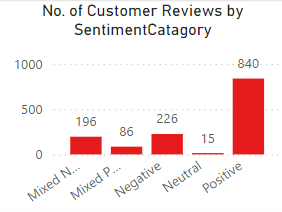 No. of Customer Reviews by
SentimentCatagory
1000
500
0
196
86
226
15
840
Mixed N...
Mixed P...
Negative
Neutral
Positive